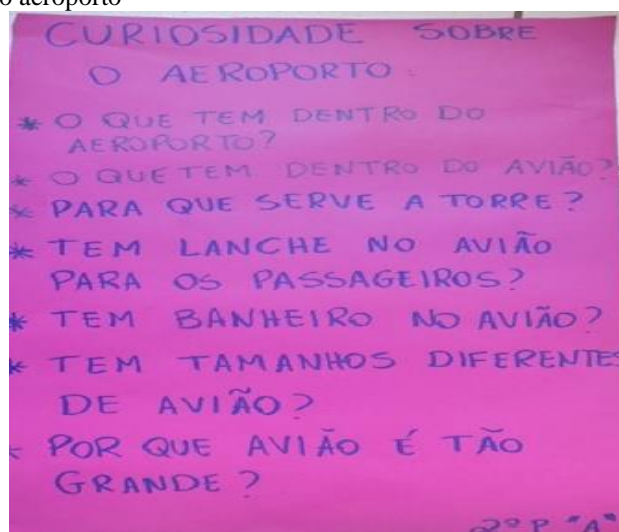 o aeroporto
CURIOSIDADE SOBRE
O AEROPORTO.
* O QUE TEM DENTRO DO
AEROPORTO?
* O QUE TEM DENTRO DO AVIÃO?
* PARA QUE SERVE A TORRE?
* TEM LANCHE NO AVIÃO
PARA OS PASSAGEIROS?
* TEM BANHEIRO NO AVIÃO?
* TEM TAMANHOS DIFERENTES
DE AVIÃO?
* POR QUE AVIÃO É TÃO
GRANDE?
2º P. "A"